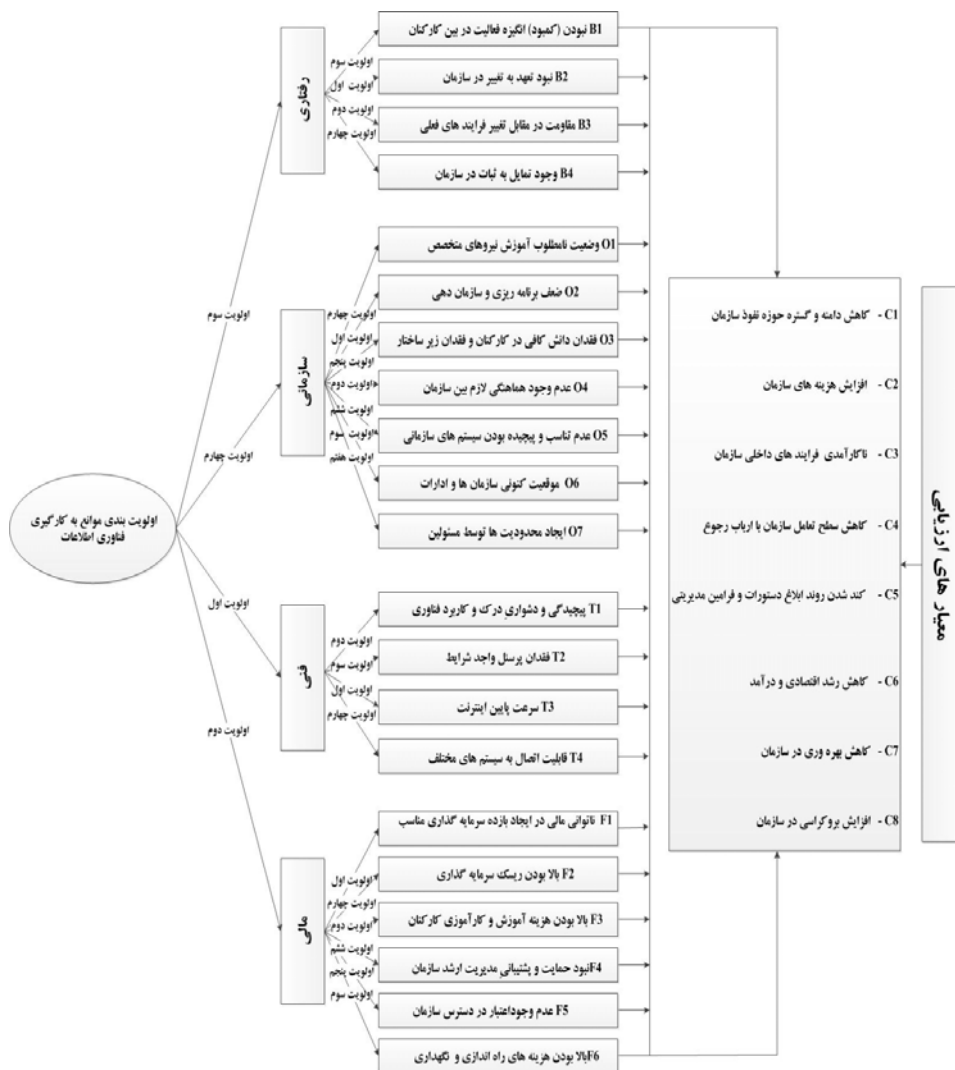 معیار های ارزیابی
C1 - کاهش دامنه و گستره حوزه نفوذ سازمان
C2 - افزایش هزینه های سازمان
C3 - ناکارآمدی فرایند های داخلی سازمان
C4 - کاهش سطح تعامل سازمان با ارباب رجوع
C5 - کند شدن روند ابلاغ دستورات و فرامین مدیریتی
C6 - کاهش رشد اقتصادی و درآمد
C7 - کاهش بهره وری در سازمان
C8 - افزایش بروکراسی در سازمان
B1 نبودن (کمبود) انگیزه فعالیت در بین کارکنان
B2 نبود تعهد به تغییر در سازمان
B3 مقاومت در مقابل تغییر فرایند های فعلی
B4 وجود تمایل به ثبات در سازمان
اولویت سوم
اولویت اول
اولویت دوم
اولویت چهارم
رفتاری
O1 وضعیت نامطلوب آموزش نیروهای متخصص
O2 ضعف برنامه ریزی و سازمان دهی
O3 فقدان دانش کافی در کارکنان و فقدان زیر ساختار
O4 عدم وجود هماهنگی لازم بین سازمان
O5 عدم تناسب و پیچیده بودن سیستم های سازمانی
O6 موقعیت کنونی سازمان ها و ادارات
O7 ایجاد محدودیت ها توسط مسئولین
اولویت چهارم
اولویت اول
اولویت پنجم
اولویت دوم
اولویت ششم
اولویت سوم
اولویت هفتم
سازمانی
T1 پیچیدگی و دشواری درک و کاربرد فناوری
T2 فقدان پرسنل واجد شرایط
T3 سرعت پایین اینترنت
T4 قابلیت اتصال به سیستم های مختلف
اولویت دوم
اولویت سوم
اولویت اول
اولویت چهارم
فنی
F1 ناتوانی مالی در ایجاد بازده سرمایه گذاری مناسب
F2 بالا بودن ریسک سرمایه گذاری
F3 بالا بودن هزینه آموزش و کارآموزی کارکنان
F4نبود حمایت و پشتیبانی مدیریت ارشد سازمان
F5 عدم وجوداعتبار در دسترس سازمان
F6بالا بودن هزینه های راه اندازی و نگهداری
اولویت اول
اولویت چهارم
اولویت دوم
اولویت ششم
اولویت پنجم
اولویت سوم
مالی
اولویت سوم
اولویت چهارم
اولویت اول
اولویت دوم
اولویت بندی موانع به کارگیری
فناوری اطلاعات